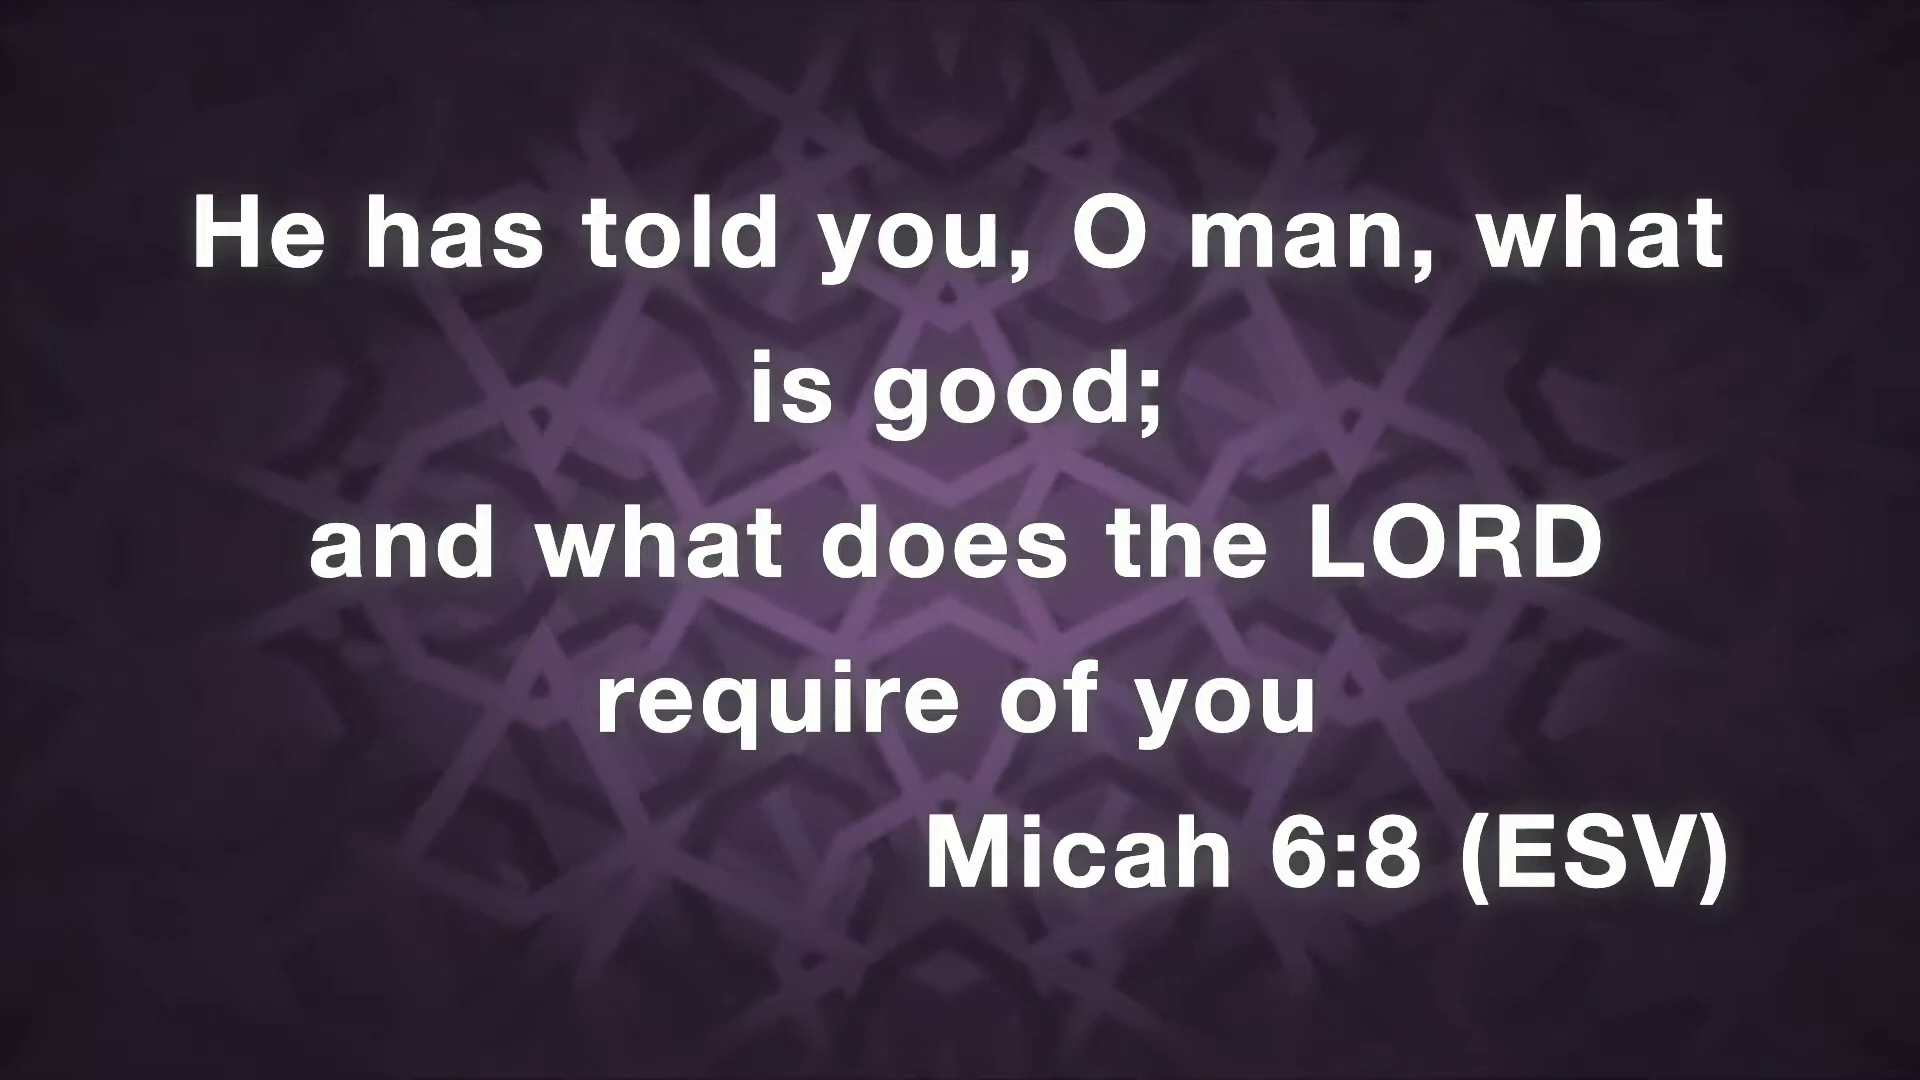 He has told you, O man, what
is good;
and what does the LORD
require of you
Micah 6:8 (ESV)